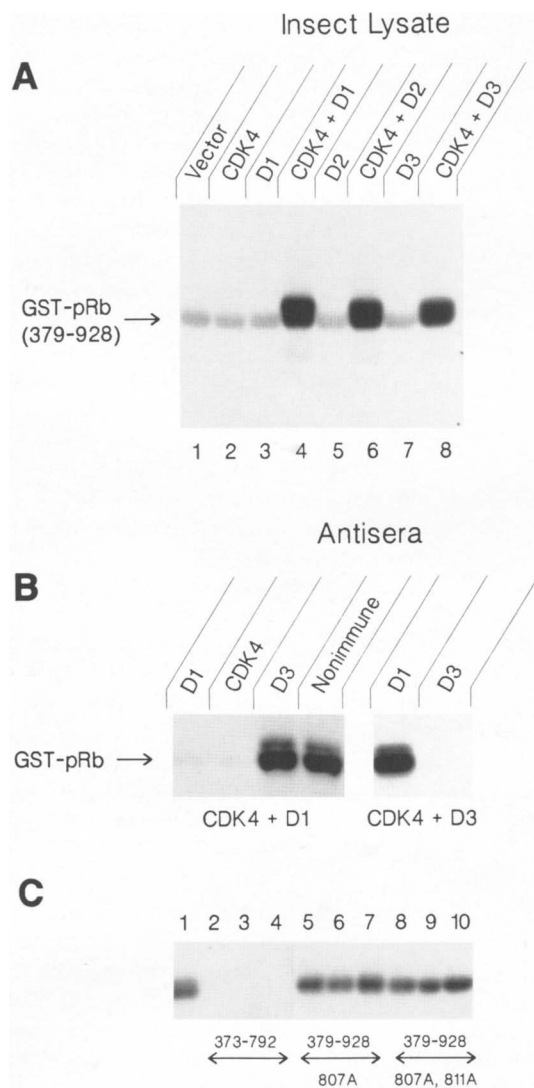 Insect Lysate
A
Vector
CDK4
D1
CDK4 + D1
D2
CDK4 + D2
D3
CDK4 + D3
GST-pRb →
(379-928)
1 2 3 4 5 6 7 8
Antisera
B
D1
CDK4
D3
Nonimmune
D1
D3
GST-pRb →
CDK4 + D1 CDK4 + D3
C
1 2 3 4 5 6 7 8 9 10
373-792 379-928 379-928
807A 807A, 811A